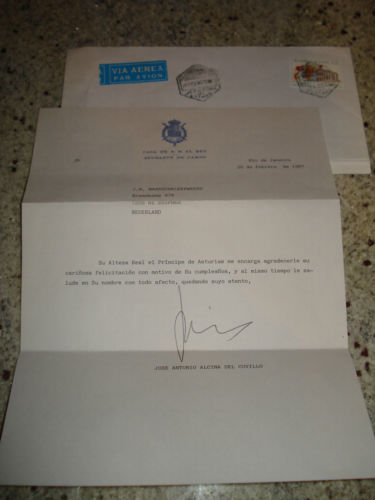 VIA AEREA
PAR AVION
CASA DE S.M. EL REY
AYUDANTE DE CAMPO
Rio de Janeiro
de febrero de 1987
NEDERLAND
Su Alteza Real el Príncipe de Asturias me encarga agradecerle su
cariñosa felicitación con motivo de Su cumpleaños, y al mismo tiempo le sa-
luda en Su nombre con todo afecto, quedando suyo atento,
JOSE ANTONIO ALCINA DEL CUVILLO